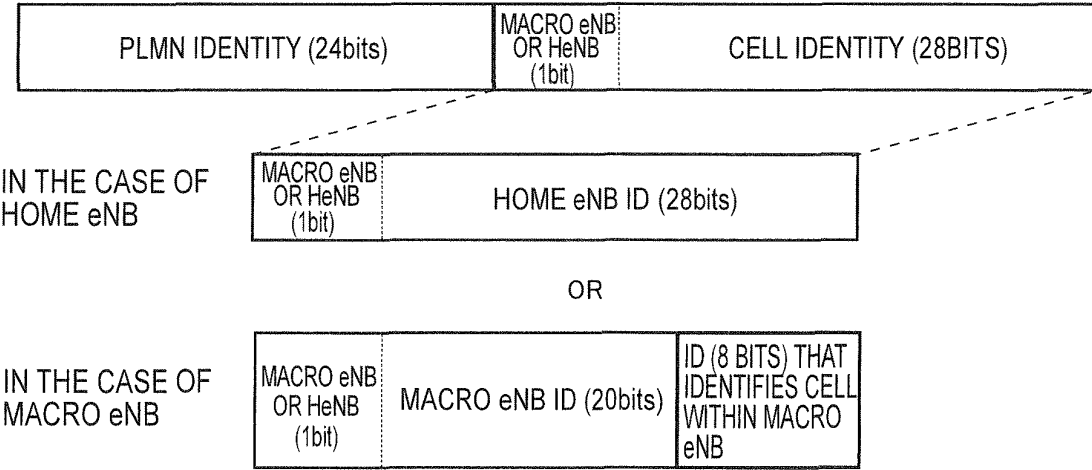 PLMN IDENTITY (24bits)
MACRO eNB
OR HeNB
(1bit)
CELL IDENTITY (28BITS)
IN THE CASE OF
HOME eNB
MACRO eNB
OR HeNB
(1bit)
HOME eNB ID (28bits)
OR
IN THE CASE OF
MACRO eNB
MACRO eNB
OR HeNB
(1bit)
MACRO eNB ID (20bits)
ID (8 BITS) THAT
IDENTIFIES CELL
WITHIN MACRO
eNB